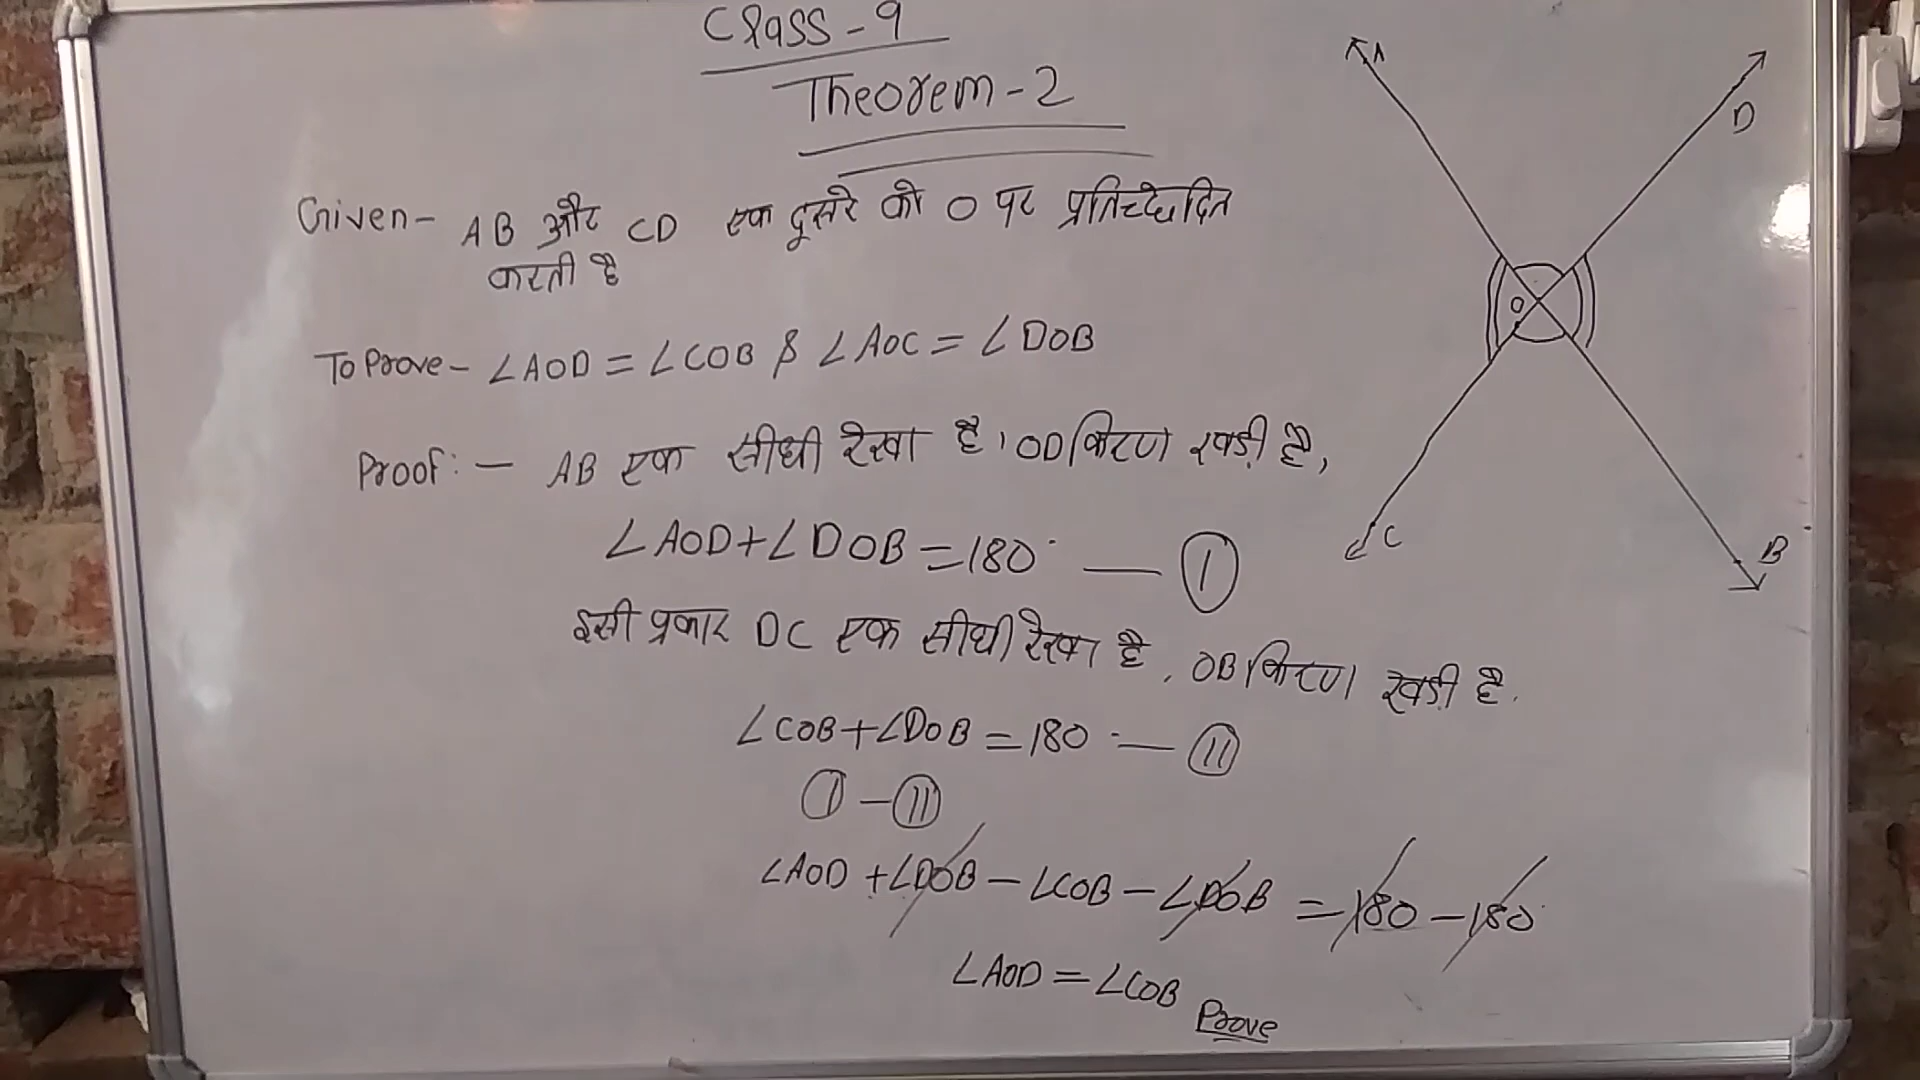 Class-9
Theorem-2
Given- AB और CD एक दूसरे को O पर प्रतिच्छेदित
करती है
To Prove- ∠AOD = ∠COB & ∠AOC = ∠DOB
Proof:- AB एक सीधी रेखा है, OD किरण खड़ी है,
∠AOD+∠DOB=180° — I
इसी प्रकार DC एक सीधी रेखा है, OB किरण खड़ी है.
∠COB+∠DOB=180° — II
I - II
∠AOD +∠DOB - ∠COB - ∠DOB = 180 - 180°
∠AOD = ∠COB
Prove
A
D
O
C
B